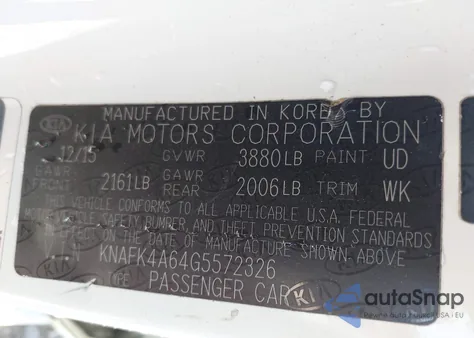 MANUFACTURED IN KOREA BY
KIA MOTORS CORPORATION
12/15 GVWR 3880LB PAINT: UD
GAWR FRONT 2161LB GAWR REAR 2006LB TRIM WK
THIS VEHICLE CONFORMS TO ALL APPLICABLE U.S.A. FEDERAL
MOTOR VEHICLE SAFETY, BUMPER, AND THEFT PREVENTION STANDARDS
IN EFFECT ON THE DATE OF MANUFACTURE SHOWN ABOVE
KNAFK4A64G5572326
TYPE: PASSENGER CAR
KIA
autoSnap